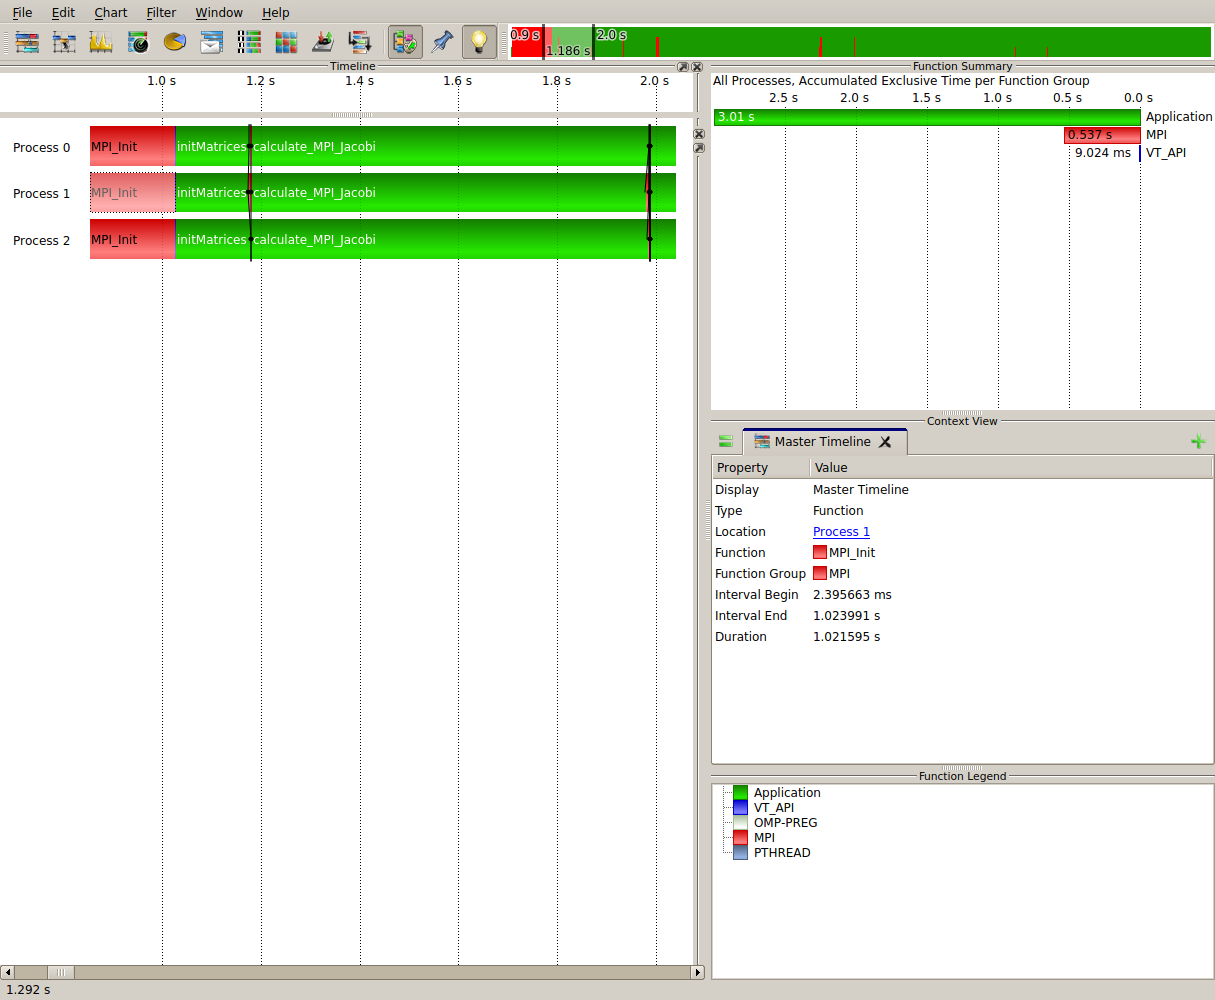 File Edit Chart Filter Window Help
0.9 s 1.186 s 2.0 s
Timeline
1.0 s 1.2 s 1.4 s 1.6 s 1.8 s 2.0 s
Process 0 MPI_Init initMatrices calculate_MPI_Jacobi
Process 1 MPI_Init initMatrices calculate_MPI_Jacobi
Process 2 MPI_Init initMatrices calculate_MPI_Jacobi
1.292 s
Function Summary
All Processes, Accumulated Exclusive Time per Function Group
2.5 s 2.0 s 1.5 s 1.0 s 0.5 s 0.0 s
3.01 s Application
0.537 s MPI
9.024 ms VT_API
Context View
Master Timeline
Property Value
Display Master Timeline
Type Function
Location Process 1
Function MPI_Init
Function Group MPI
Interval Begin 2.395663 ms
Interval End 1.023991 s
Duration 1.021595 s
Function Legend
Application
VT_API
OMP-PREG
MPI
PTHREAD